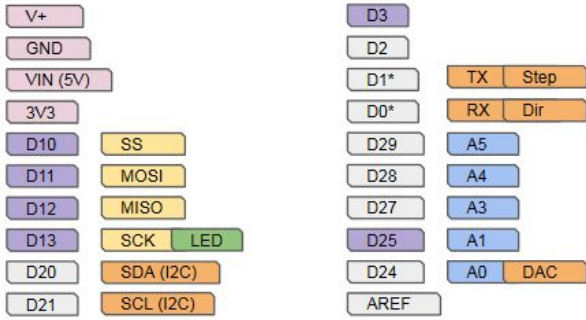 V+
GND
VIN (5V)
3V3
D10 SS
D11 MOSI
D12 MISO
D13 SCK LED
D20 SDA (I2C)
D21 SCL (I2C)
D3
D2
D1* TX Step
D0* RX Dir
D29 A5
D28 A4
D27 A3
D25 A1
D24 A0 DAC
AREF